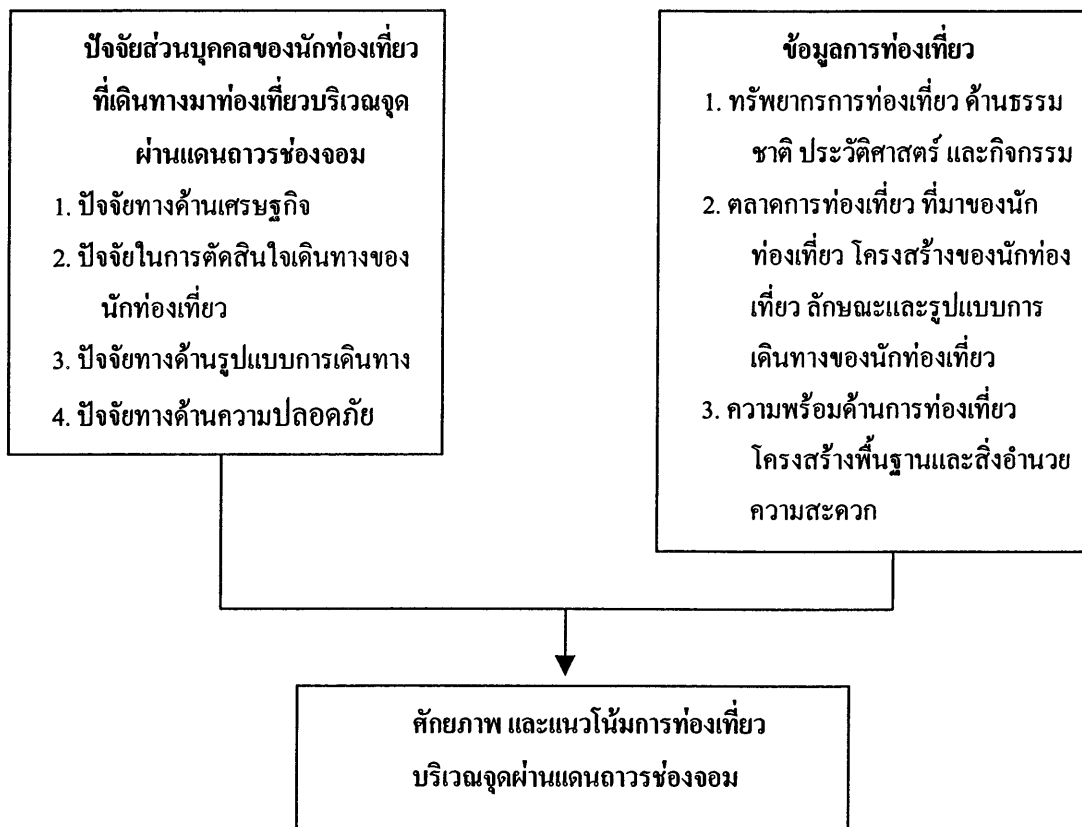 ปัจจัยส่วนบุคคลของนักท่องเที่ยว
ที่เดินทางมาท่องเที่ยวบริเวณจุด
ผ่านแดนถาวรช่องจอม
1. ปัจจัยทางด้านเศรษฐกิจ
2. ปัจจัยในการตัดสินใจเดินทางของ
นักท่องเที่ยว
3. ปัจจัยทางด้านรูปแบบการเดินทาง
4. ปัจจัยทางด้านความปลอดภัย
ข้อมูลการท่องเที่ยว
1. ทรัพยากรการท่องเที่ยว ด้านธรรม
ชาติ ประวัติศาสตร์ และกิจกรรม
2. ตลาดการท่องเที่ยว ที่มาของนัก
ท่องเที่ยว โครงสร้างของนักท่อง
เที่ยว ลักษณะและรูปแบบการ
เดินทางของนักท่องเที่ยว
3. ความพร้อมด้านการท่องเที่ยว
โครงสร้างพื้นฐานและสิ่งอำนวย
ความสะดวก
ศักยภาพ และแนวโน้มการท่องเที่ยว
บริเวณจุดผ่านแดนถาวรช่องจอม